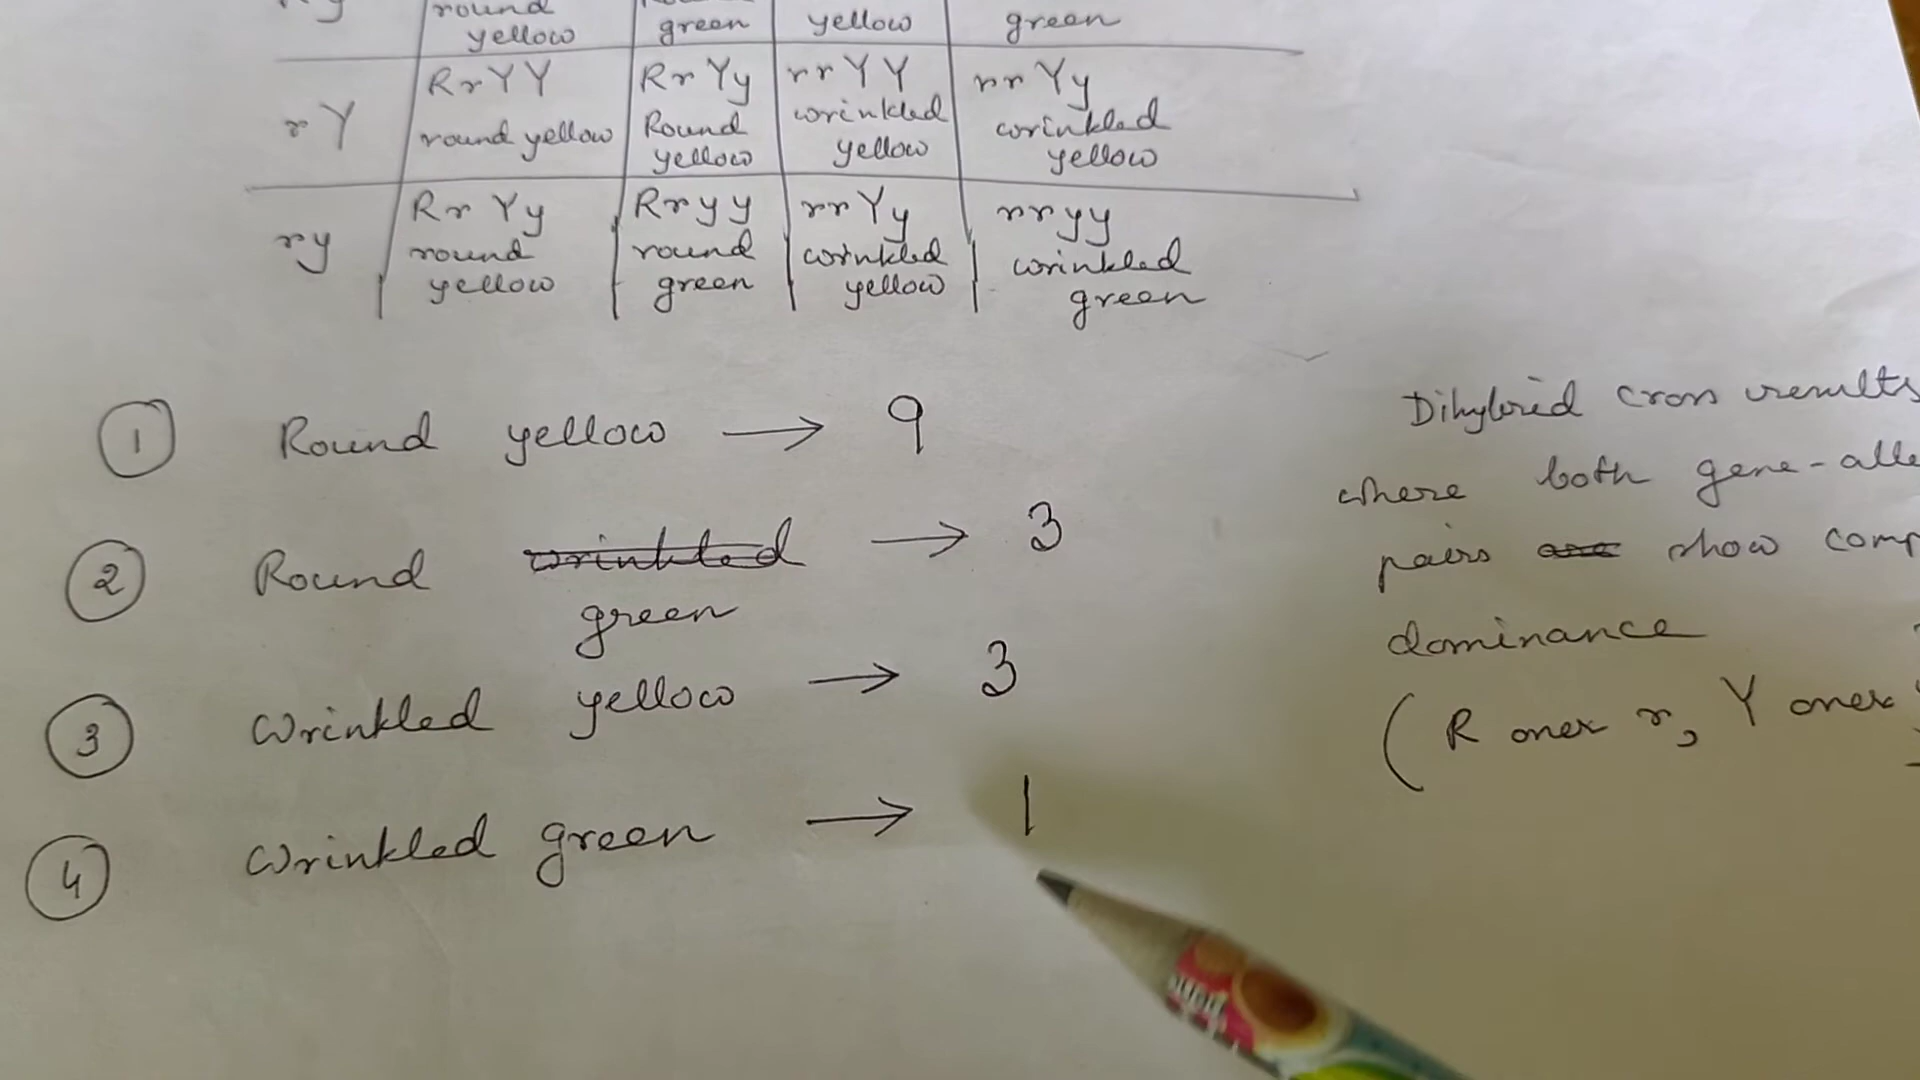 round green yellow green
yellow
rY RrYY RrYy rrYY rrYy
round yellow Round yellow wrinkled yellow wrinkled yellow
ry RrYy Rryy rrYy rryy
round yellow round green wrinkled yellow wrinkled green
1 Round yellow → 9
2 Round wrinkled → 3
green
3 Wrinkled yellow → 3
4 Wrinkled green → 1
Dihybrid cross results
where both gene-alle
pairs are show comp
dominance
(R over r, Y over